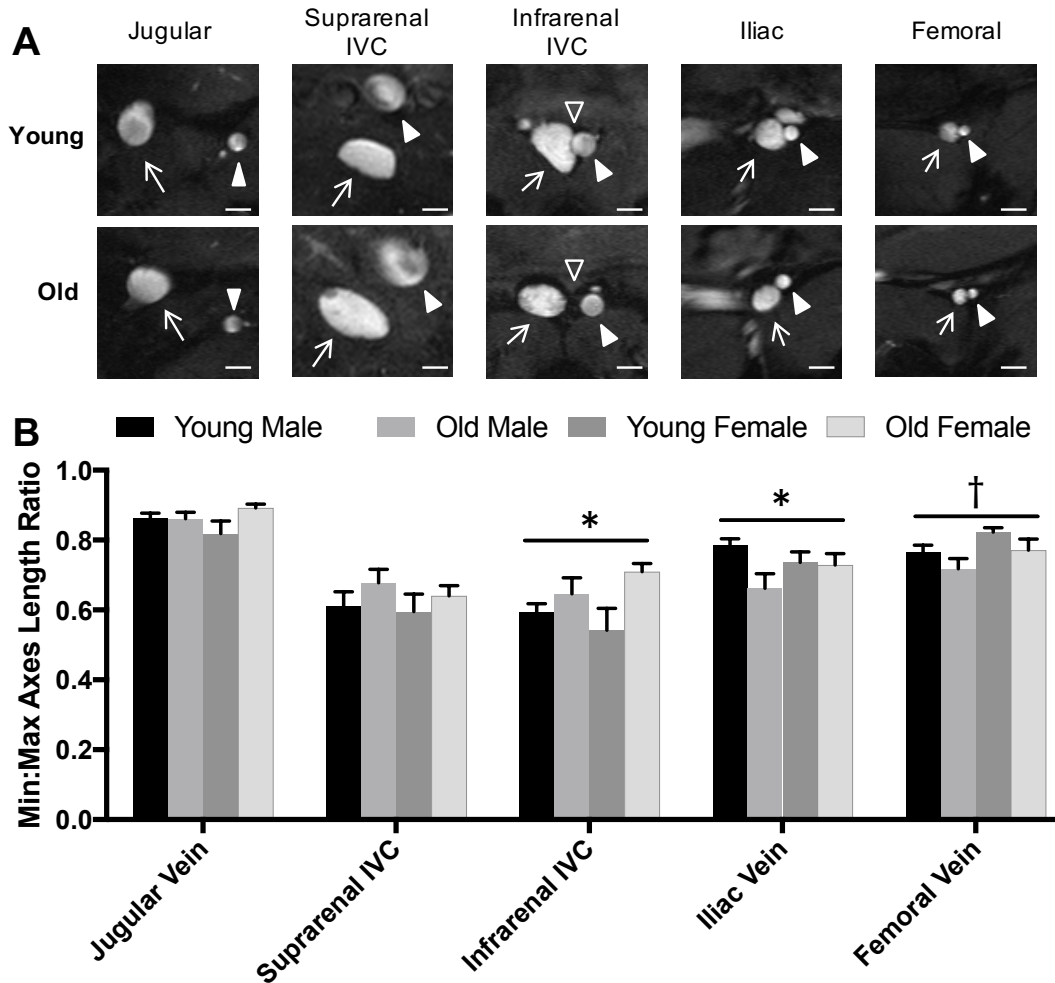 A
Jugular
Suprarenal
IVC
Infrarenal
IVC
Iliac
Femoral
Young
Old
B
Young Male
Old Male
Young Female
Old Female
Min:Max Axes Length Ratio
1.0
0.8
0.6
0.4
0.2
0.0
*
*
†
Jugular Vein
Suprarenal IVC
Infrarenal IVC
Iliac Vein
Femoral Vein